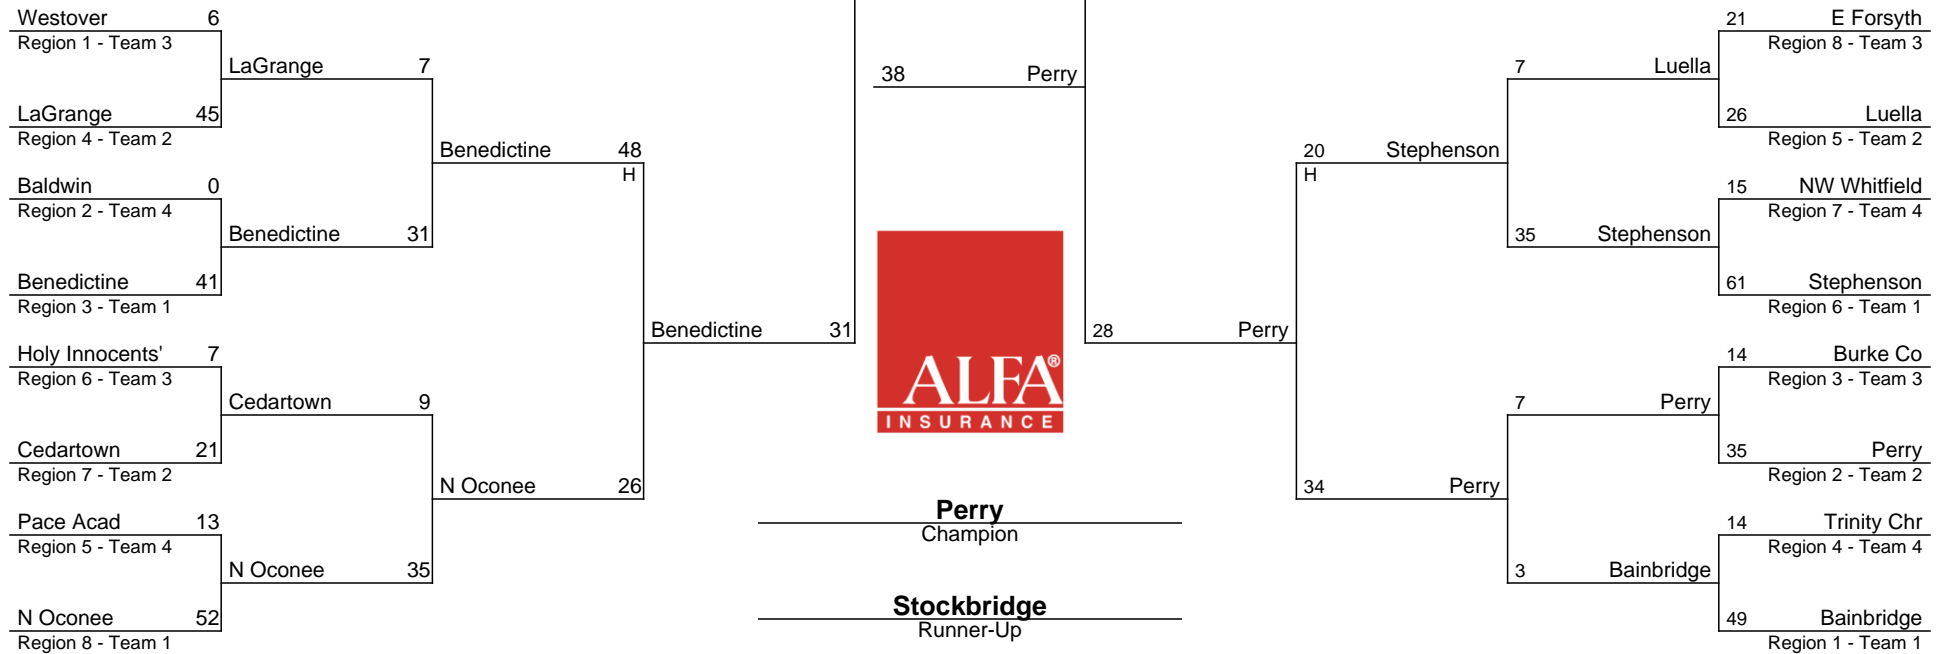 Westover 6
Region 1 - Team 3
LaGrange 7
LaGrange 45
Region 4 - Team 2
Benedictine 48
H
Baldwin 0
Region 2 - Team 4
Benedictine 31
Benedictine 41
Region 3 - Team 1
Benedictine 31
Holy Innocents' 7
Region 6 - Team 3
Cedartown 9
Cedartown 21
Region 7 - Team 2
N Oconee 26
Pace Acad 13
Region 5 - Team 4
N Oconee 35
N Oconee 52
Region 8 - Team 1
38 Perry
ALFA®
INSURANCE
Perry
Champion
Stockbridge
Runner-Up
21 E Forsyth
Region 8 - Team 3
7 Luella
26 Luella
Region 5 - Team 2
20 Stephenson
H
15 NW Whitfield
Region 7 - Team 4
35 Stephenson
61 Stephenson
Region 6 - Team 1
28 Perry
14 Burke Co
Region 3 - Team 3
7 Perry
35 Perry
Region 2 - Team 2
34 Perry
14 Trinity Chr
Region 4 - Team 4
3 Bainbridge
49 Bainbridge
Region 1 - Team 1